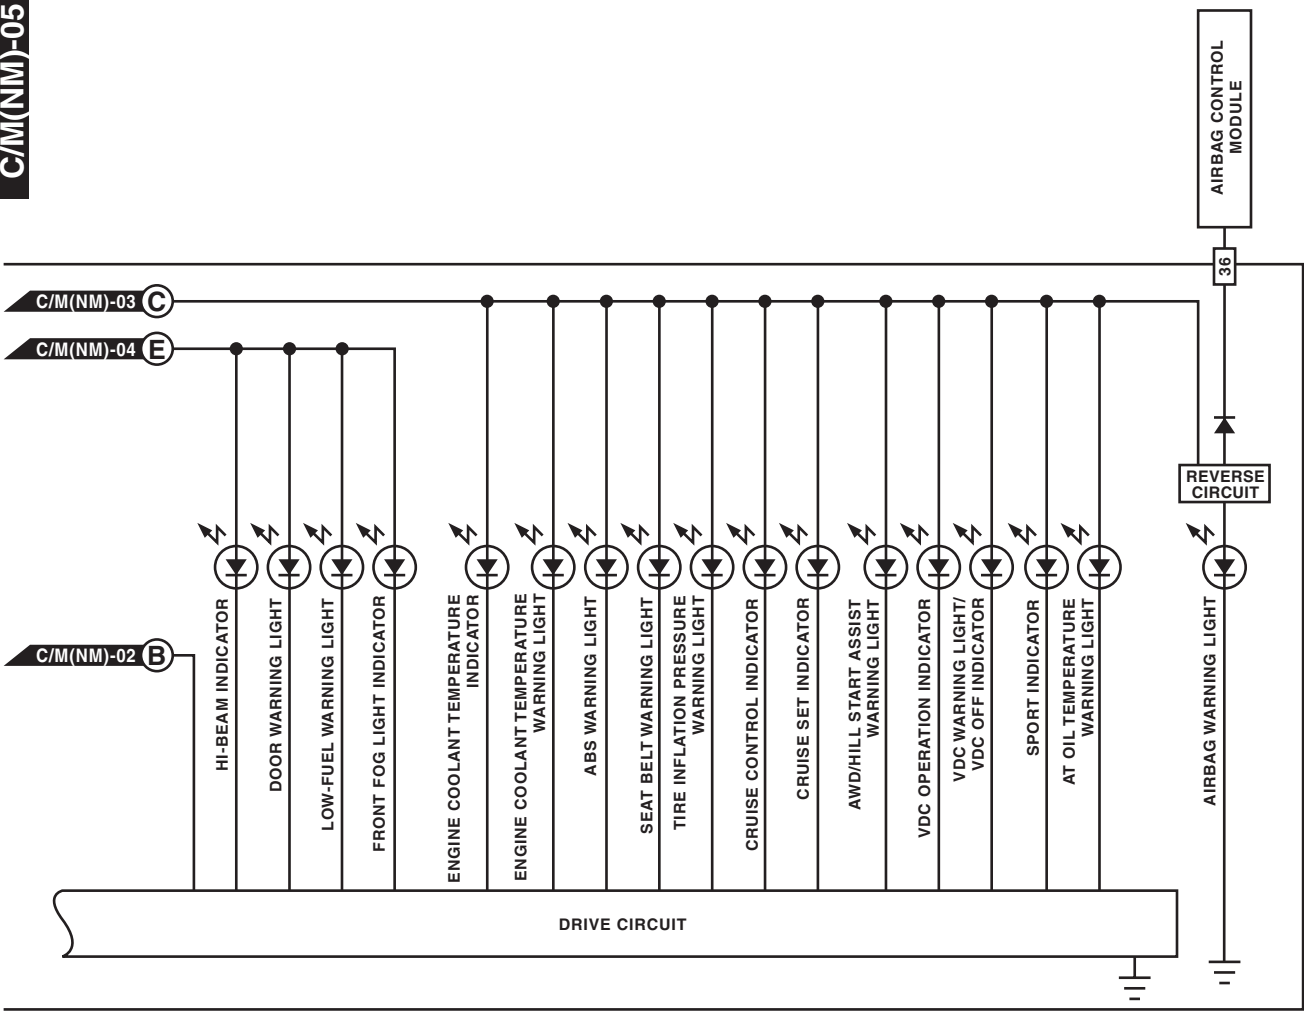 C/M(NM)-05
AIRBAG CONTROL
MODULE
36
C/M(NM)-03 C
C/M(NM)-04 E
REVERSE
CIRCUIT
C/M(NM)-02 B
HI-BEAM INDICATOR
DOOR WARNING LIGHT
LOW-FUEL WARNING LIGHT
FRONT FOG LIGHT INDICATOR
ENGINE COOLANT TEMPERATURE
INDICATOR
ENGINE COOLANT TEMPERATURE
WARNING LIGHT
ABS WARNING LIGHT
SEAT BELT WARNING LIGHT
TIRE INFLATION PRESSURE
WARNING LIGHT
CRUISE CONTROL INDICATOR
CRUISE SET INDICATOR
AWD/HILL START ASSIST
WARNING LIGHT
VDC OPERATION INDICATOR
VDC WARNING LIGHT/
VDC OFF INDICATOR
SPORT INDICATOR
AT OIL TEMPERATURE
WARNING LIGHT
AIRBAG WARNING LIGHT
DRIVE CIRCUIT